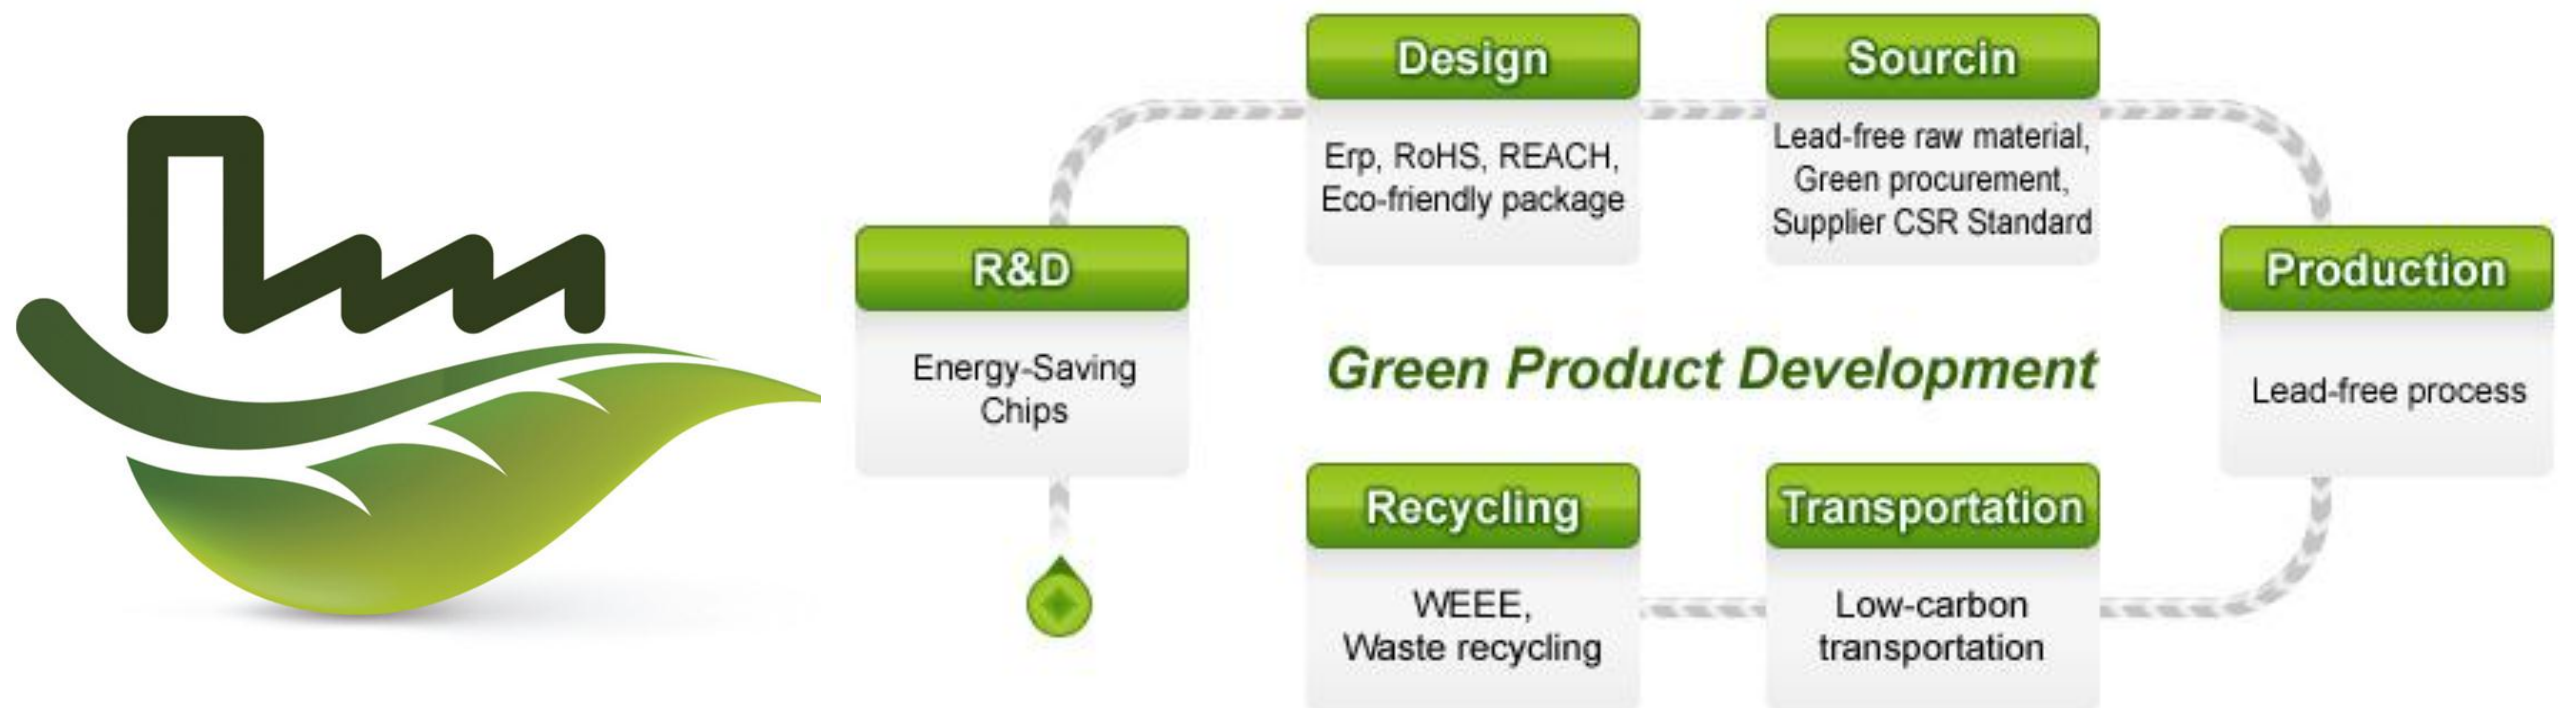 R&D
Energy-Saving
Chips
Design
Erp, RoHS, REACH,
Eco-friendly package
Sourcin
Lead-free raw material,
Green procurement,
Supplier CSR Standard
Production
Lead-free process
Green Product Development
Transportation
Low-carbon
transportation
Recycling
WEEE,
Waste recycling